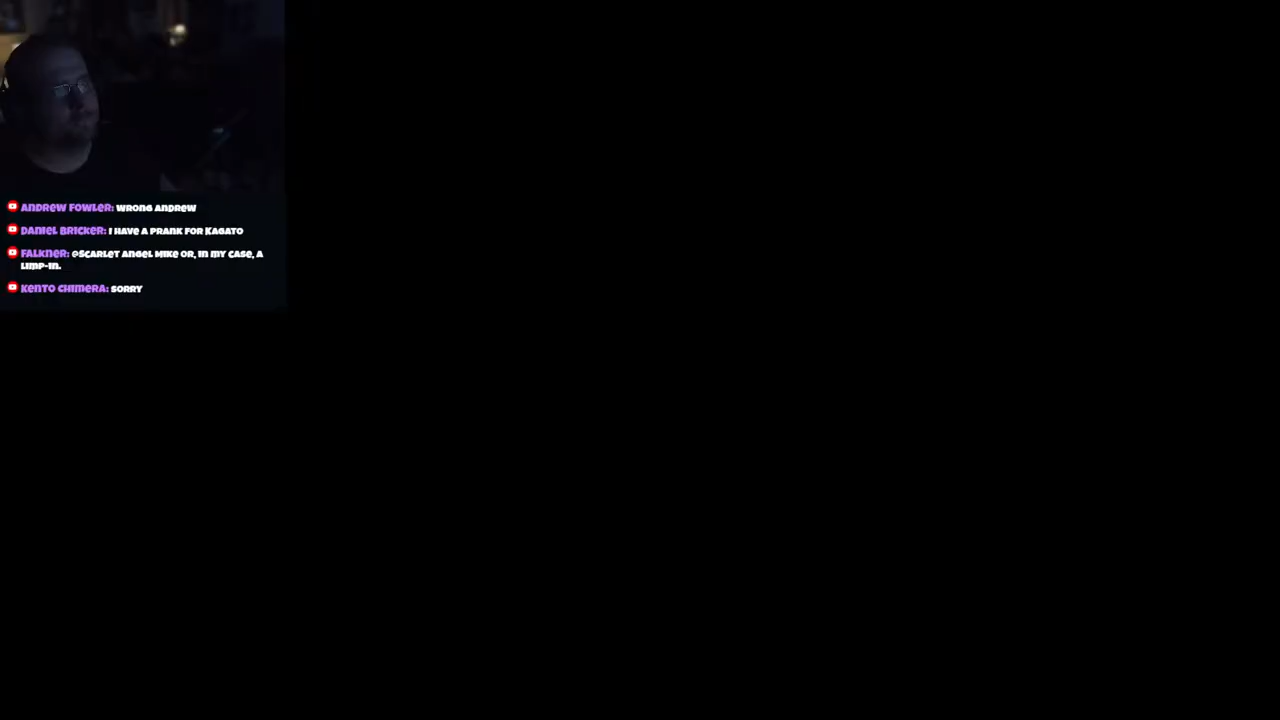 Andrew Fowler: Wrong Andrew
Daniel Bricker: I have a prank for Kagato
Falkner: @Scarlet Angel Mike Or, in my case, a
limp-in.
Kento Chimera: Sorry